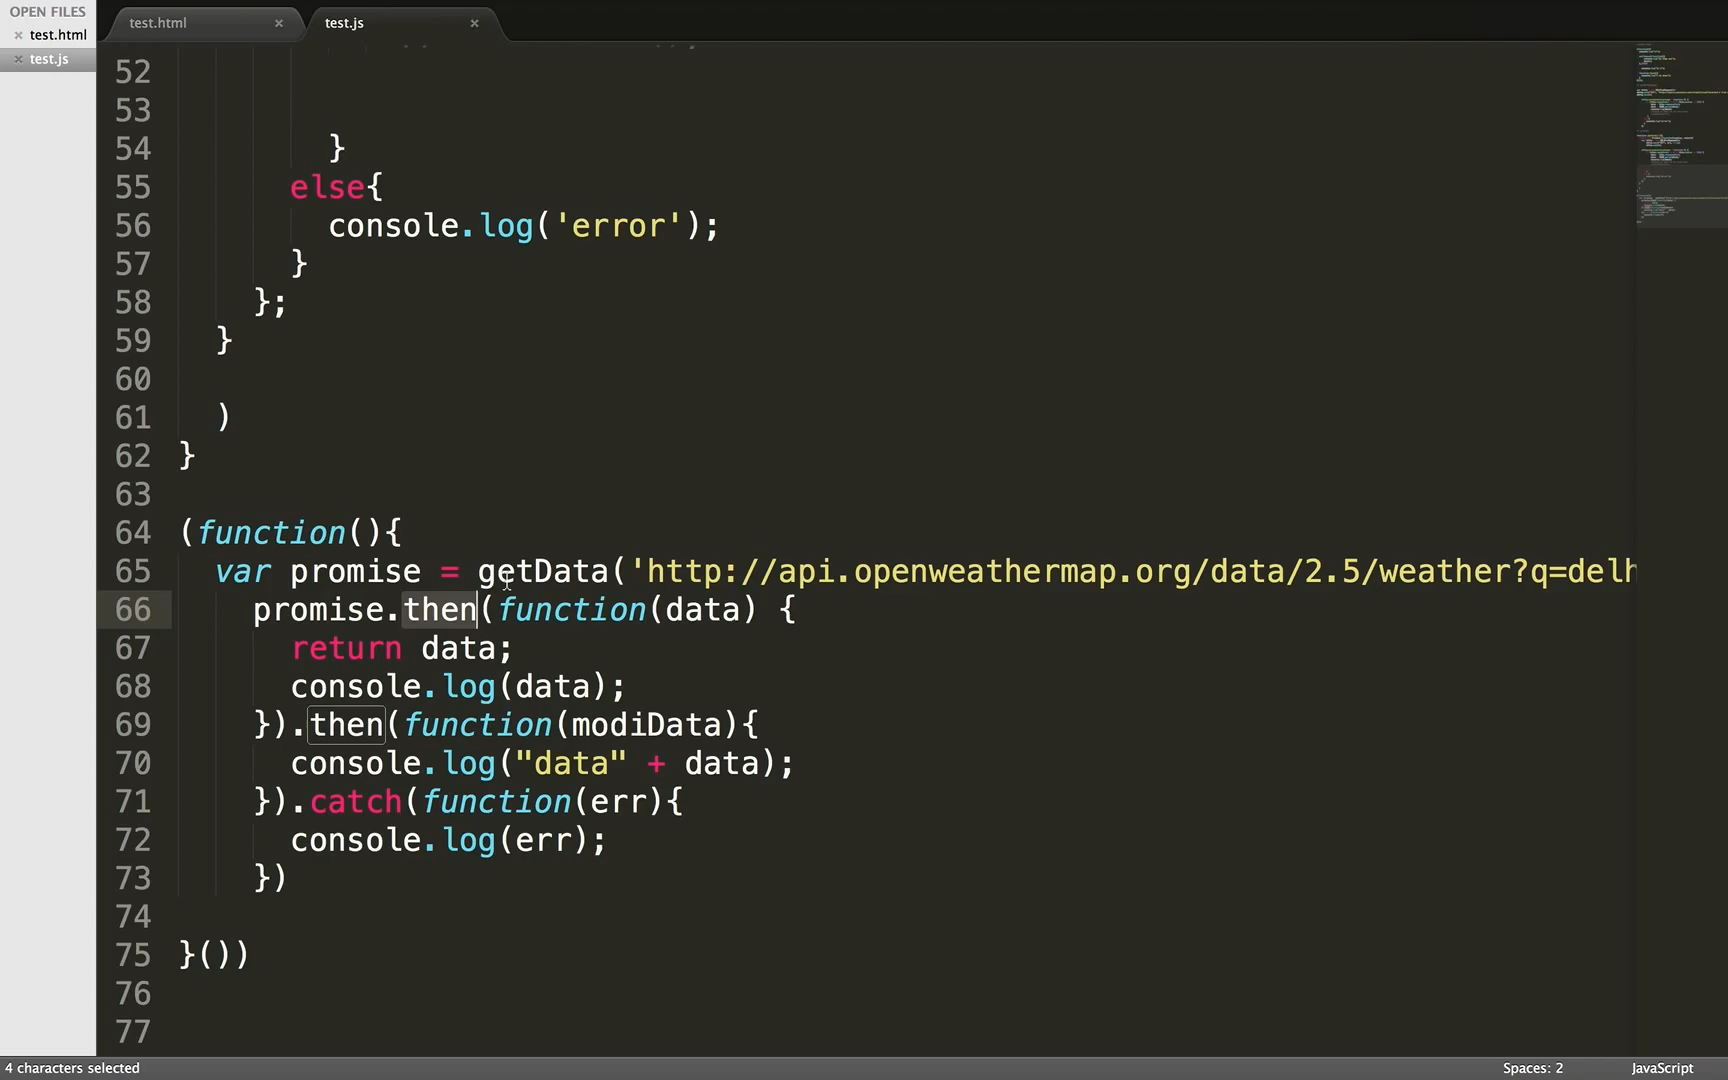 OPEN FILES
test.html
test.js
test.html
test.js
52
53
54 }
55 else{
56 console.log('error');
57 }
58 };
59 }
60
61 )
62 }
63
64 (function(){
65 var promise = getData('http://api.openweathermap.org/data/2.5/weather?q=delh
66 promise.then(function(data) {
67 return data;
68 console.log(data);
69 }).then(function(modiData){
70 console.log("data" + data);
71 }).catch(function(err){
72 console.log(err);
73 })
74
75 }())
76
77
4 characters selected
Spaces: 2
JavaScript